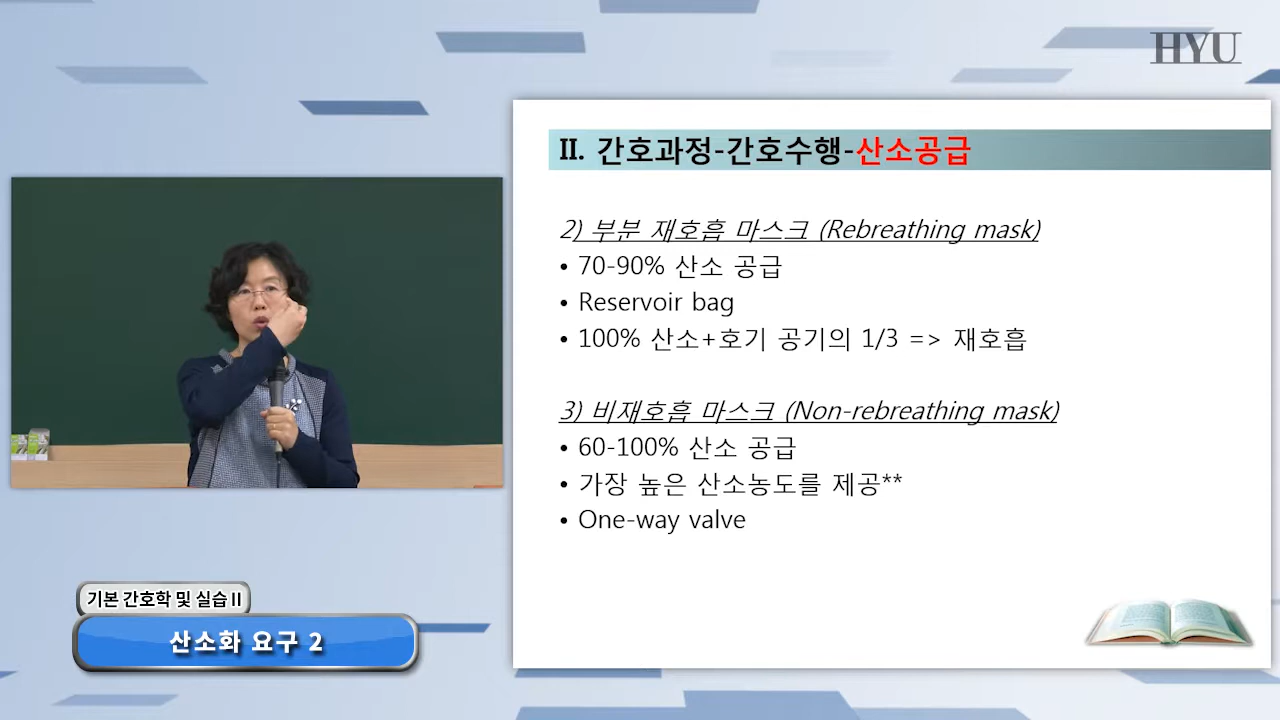 HYU
II. 간호과정-간호수행-산소공급
2) 부분 재호흡 마스크 (Rebreathing mask)
• 70-90% 산소 공급
• Reservoir bag
• 100% 산소+호기 공기의 1/3 => 재호흡
3) 비재호흡 마스크 (Non-rebreathing mask)
• 60-100% 산소 공급
• 가장 높은 산소농도를 제공**
• One-way valve
기본 간호학 및 실습 II
산소화 요구 2